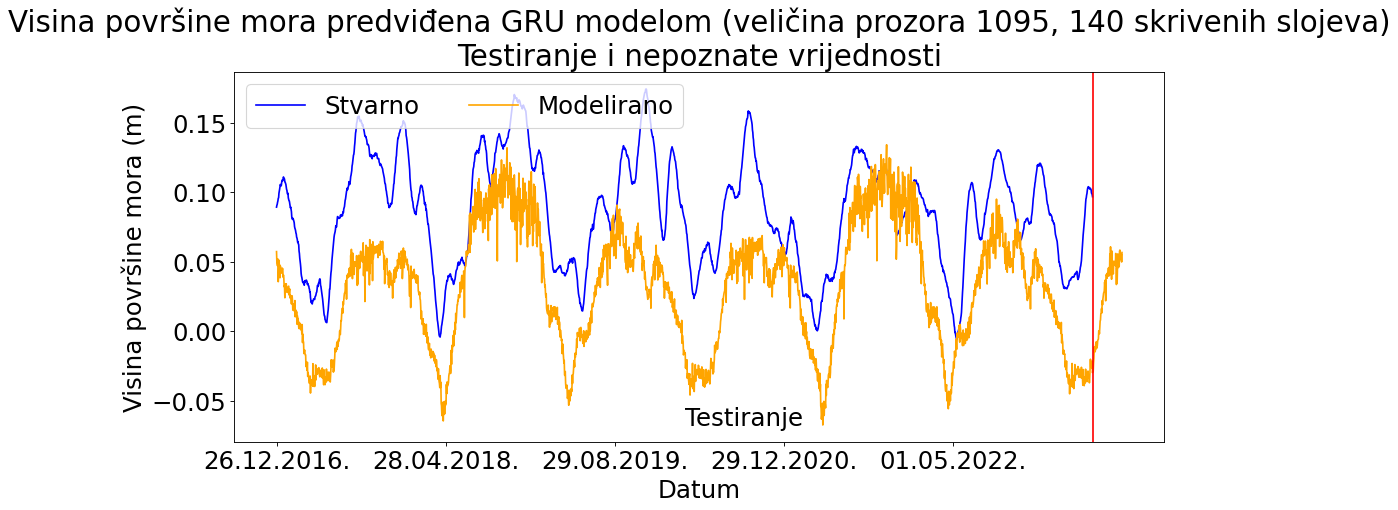 Visina površine mora predviđena GRU modelom (veličina prozora 1095, 140 skrivenih slojeva)
Testiranje i nepoznate vrijednosti
Stvarno
Modelirano
Visina površine mora (m)
0.15
0.10
0.05
0.00
−0.05
Testiranje
26.12.2016.
28.04.2018.
29.08.2019.
29.12.2020.
01.05.2022.
Datum